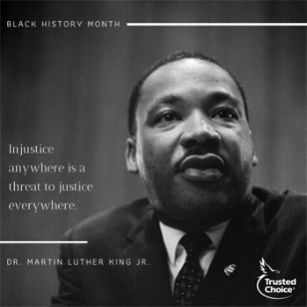 BLACK HISTORY MONTH
Injustice
anywhere is a
threat to justice
everywhere.
DR. MARTIN LUTHER KING JR.
Trusted
Choice®